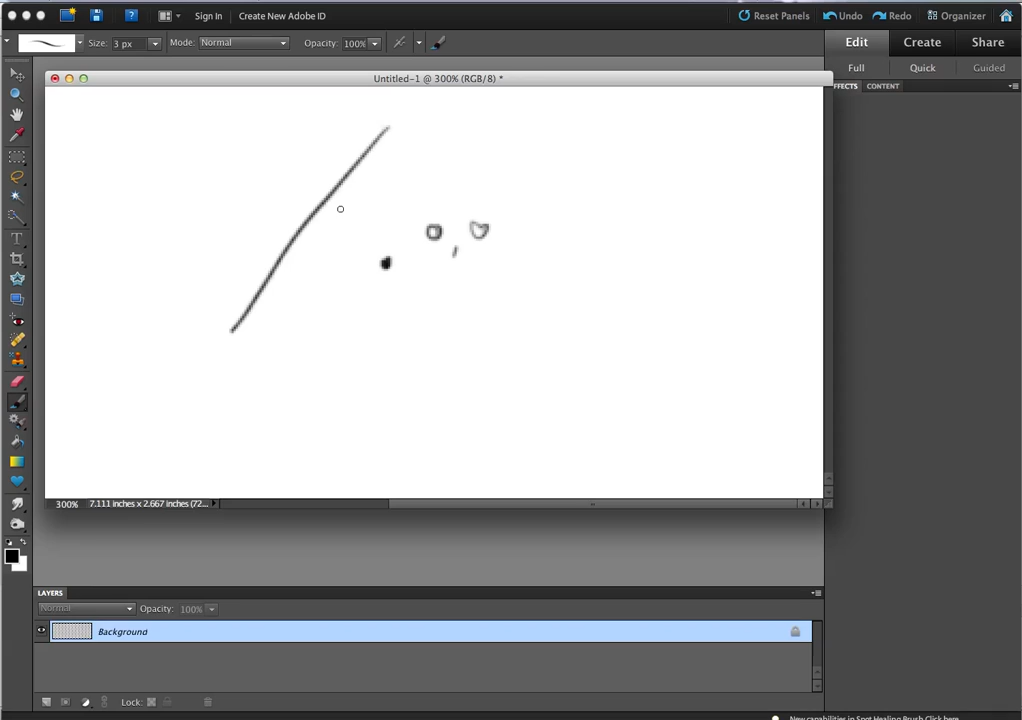 Sign In Create New Adobe ID Reset Panels Undo Redo Organizer
Size: 3 px Mode: Normal Opacity: 100% Edit Create Share
Full Quick Guided
Untitled-1 @ 300% (RGB/8) *
FFECTS CONTENT
300% 7.111 inches x 2.667 inches (72...
LAYERS
Normal Opacity: 100%
Background
Lock:
New capabilities in Spot Healing Brush Click here